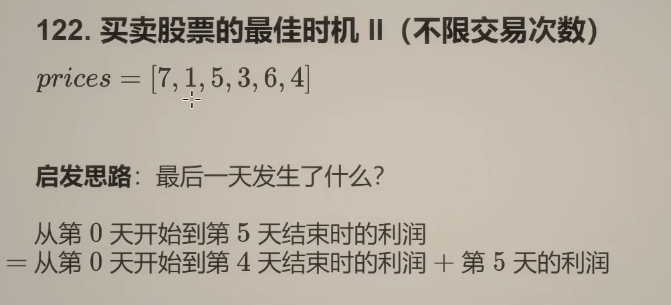 122. 买卖股票的最佳时机 II（不限交易次数）
prices = [7, 1, 5, 3, 6, 4]
启发思路：最后一天发生了什么？
从第 0 天开始到第 5 天结束时的利润
= 从第 0 天开始到第 4 天结束时的利润 + 第 5 天的利润